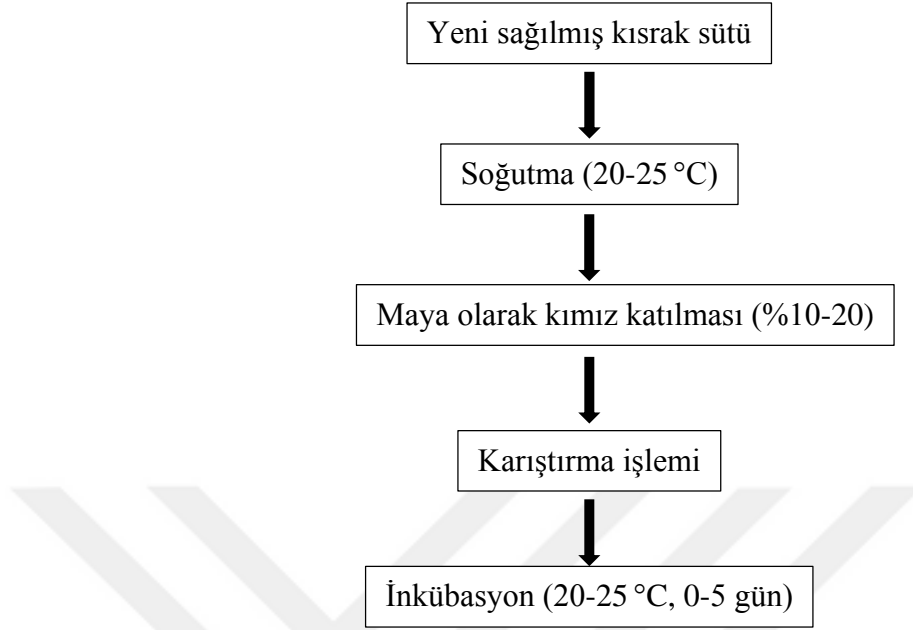 Yeni sağılmış kısrak sütü
Soğutma (20-25 °C)
Maya olarak kımız katılması (%10-20)
Karıştırma işlemi
İnkübasyon (20-25 °C, 0-5 gün)